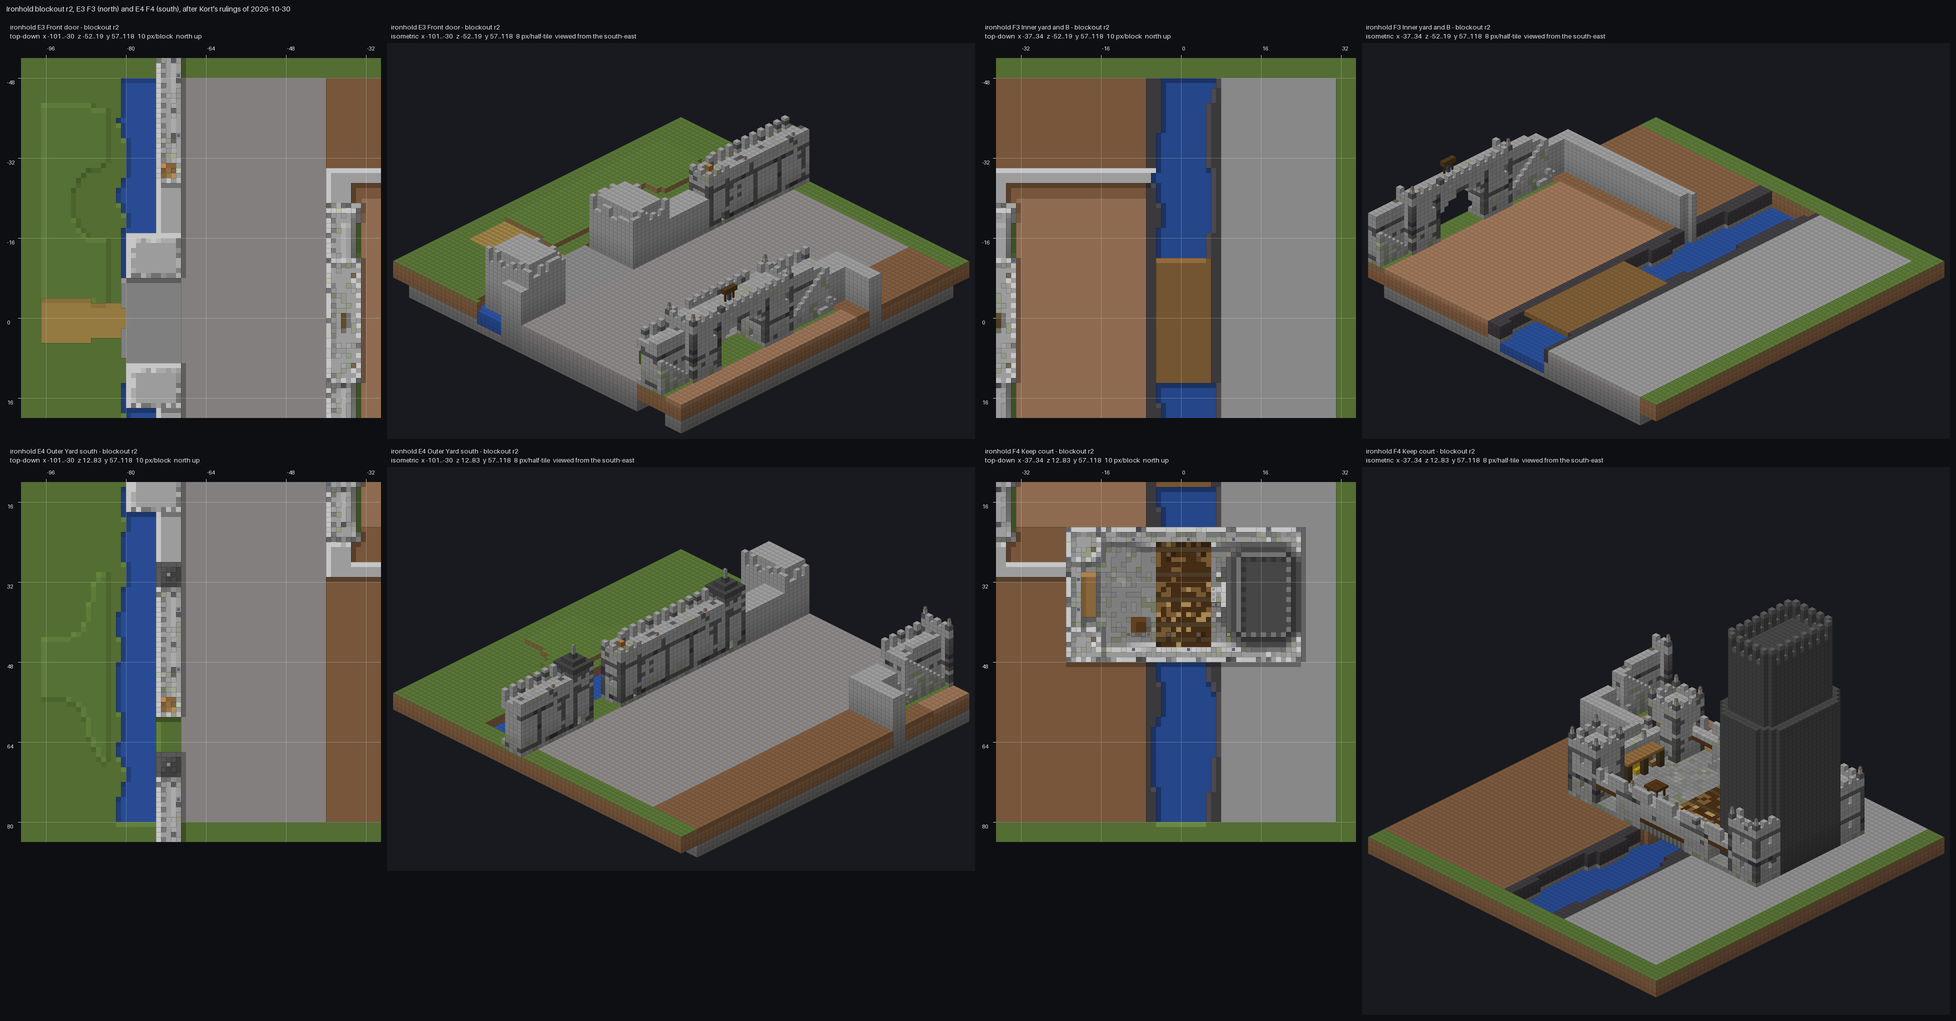 Ironhold blockout r2, E3 F3 (north) and E4 F4 (south), after Kort's rulings of 2026-10-30
ironhold E3 Front door - blockout r2
top-down x -101..-30 z -52..19 y 57..118 10 px/block north up
-96 -80 -64 -48 -32
-48
-32
-16
0
16
ironhold E3 Front door - blockout r2
isometric x -101..-30 z -52..19 y 57..118 8 px/half-tile viewed from the south-east
ironhold F3 Inner yard and B - blockout r2
top-down x -37..34 z -52..19 y 57..118 10 px/block north up
-32 -16 0 16 32
-48
-32
-16
0
16
ironhold F3 Inner yard and B - blockout r2
isometric x -37..34 z -52..19 y 57..118 8 px/half-tile viewed from the south-east
ironhold E4 Outer Yard south - blockout r2
top-down x -101..-30 z 12..83 y 57..118 10 px/block north up
-96 -80 -64 -48 -32
16
32
48
64
80
ironhold E4 Outer Yard south - blockout r2
isometric x -101..-30 z 12..83 y 57..118 8 px/half-tile viewed from the south-east
ironhold F4 Keep court - blockout r2
top-down x -37..34 z 12..83 y 57..118 10 px/block north up
-32 -16 0 16 32
16
32
48
64
80
ironhold F4 Keep court - blockout r2
isometric x -37..34 z 12..83 y 57..118 8 px/half-tile viewed from the south-east